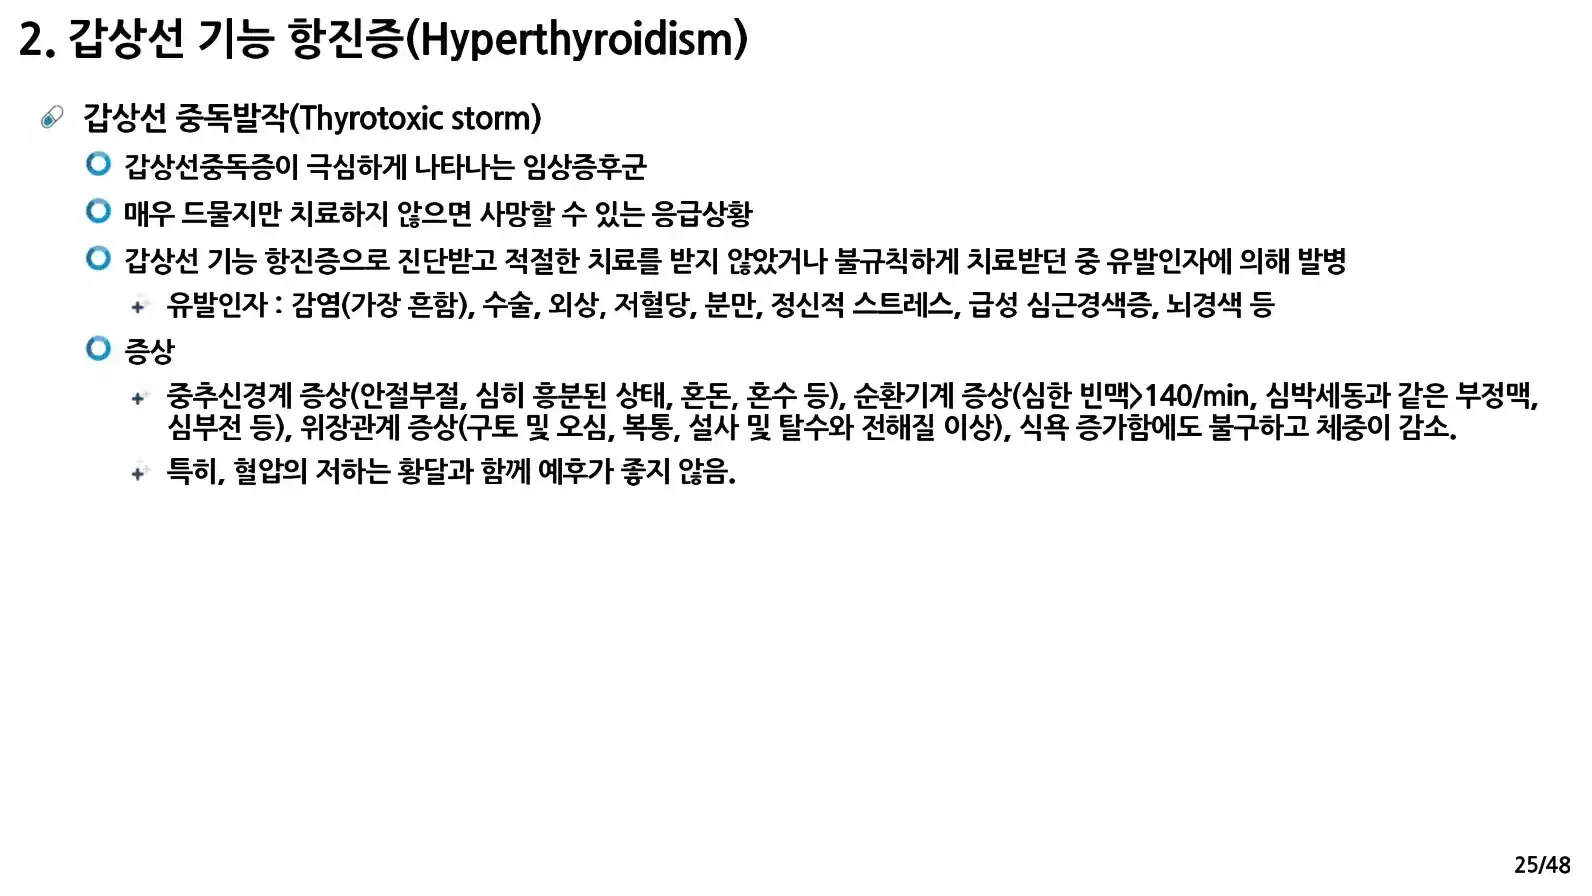 2. 갑상선 기능 항진증(Hyperthyroidism)
갑상선 중독발작(Thyrotoxic storm)
갑상선중독증이 극심하게 나타나는 임상증후군
매우 드물지만 치료하지 않으면 사망할 수 있는 응급상황
갑상선 기능 항진증으로 진단받고 적절한 치료를 받지 않았거나 불규칙하게 치료받던 중 유발인자에 의해 발병
유발인자 : 감염(가장 흔함), 수술, 외상, 저혈당, 분만, 정신적 스트레스, 급성 심근경색증, 뇌경색 등
증상
중추신경계 증상(안절부절, 심히 흥분된 상태, 혼돈, 혼수 등), 순환기계 증상(심한 빈맥>140/min, 심박세동과 같은 부정맥,
심부전 등), 위장관계 증상(구토 및 오심, 복통, 설사 및 탈수와 전해질 이상), 식욕 증가함에도 불구하고 체중이 감소.
특히, 혈압의 저하는 황달과 함께 예후가 좋지 않음.
25/48